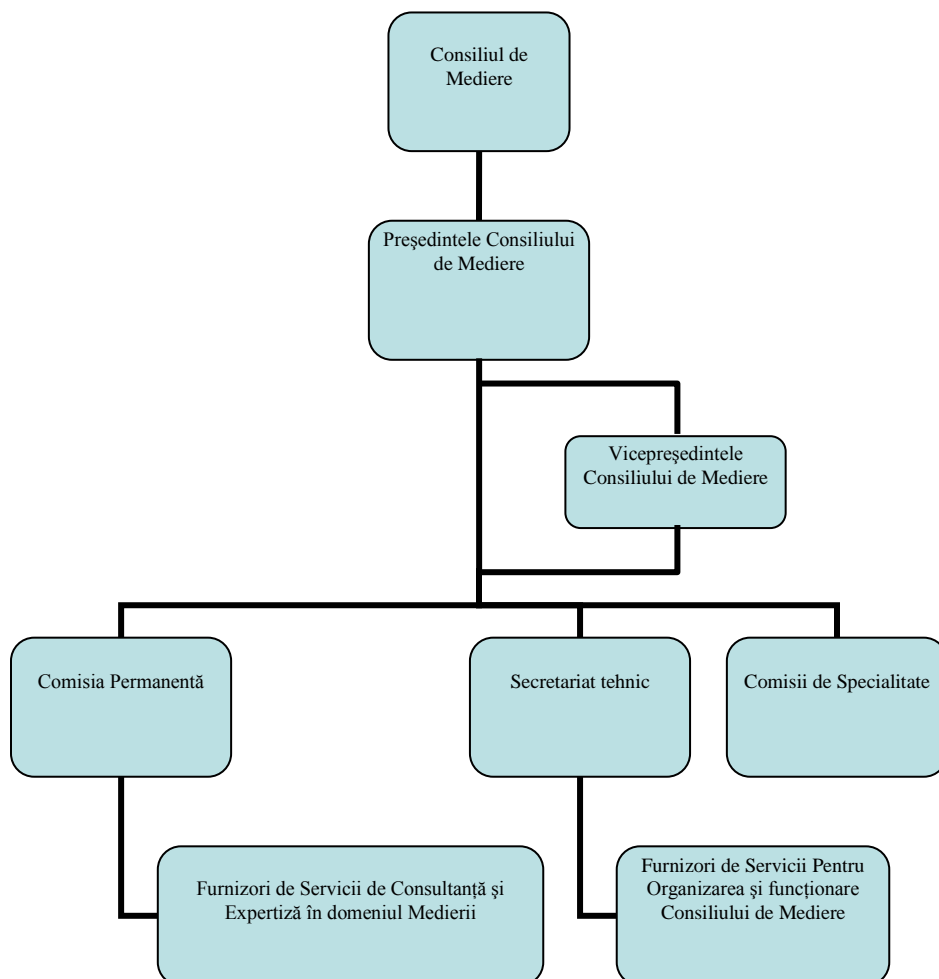 Consiliul de
Mediere
Preşedintele Consiliului
de Mediere
Vicepreşedintele
Consiliului de Mediere
Comisia Permanentă
Secretariat tehnic
Comisii de Specialitate
Furnizori de Servicii de Consultanţă şi
Expertiză în domeniul Medierii
Furnizori de Servicii Pentru
Organizarea şi funcţionare
Consiliului de Mediere